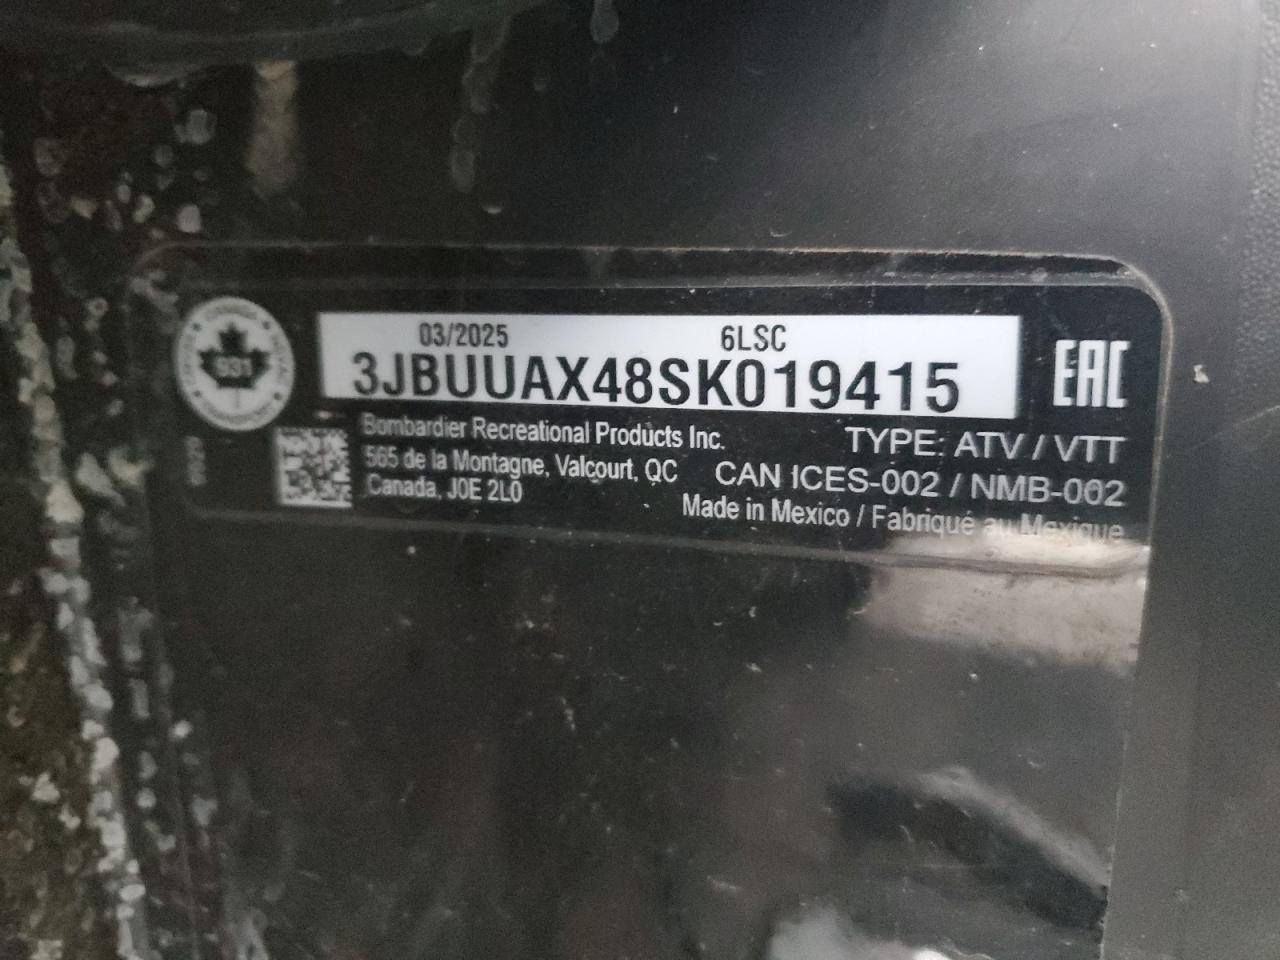 03/2025 6LSC
3JBUUAX48SK019415
EAC
Bombardier Recreational Products Inc.
565 de la Montagne, Valcourt, QC
Canada, J0E 2L0
TYPE: ATV / VTT
CAN ICES-002 / NMB-002
Made in Mexico / Fabriqué au Mexique